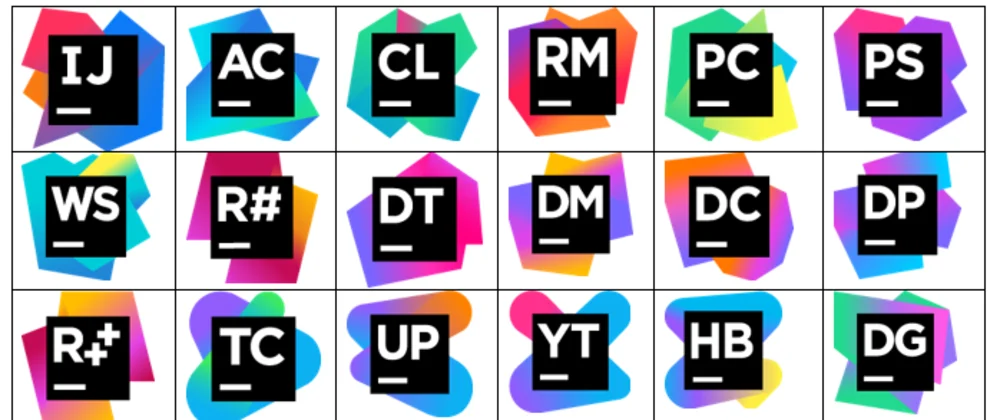 IJ
AC
CL
RM
PC
PS
WS
R#
DT
DM
DC
DP
R++
TC
UP
YT
HB
DG